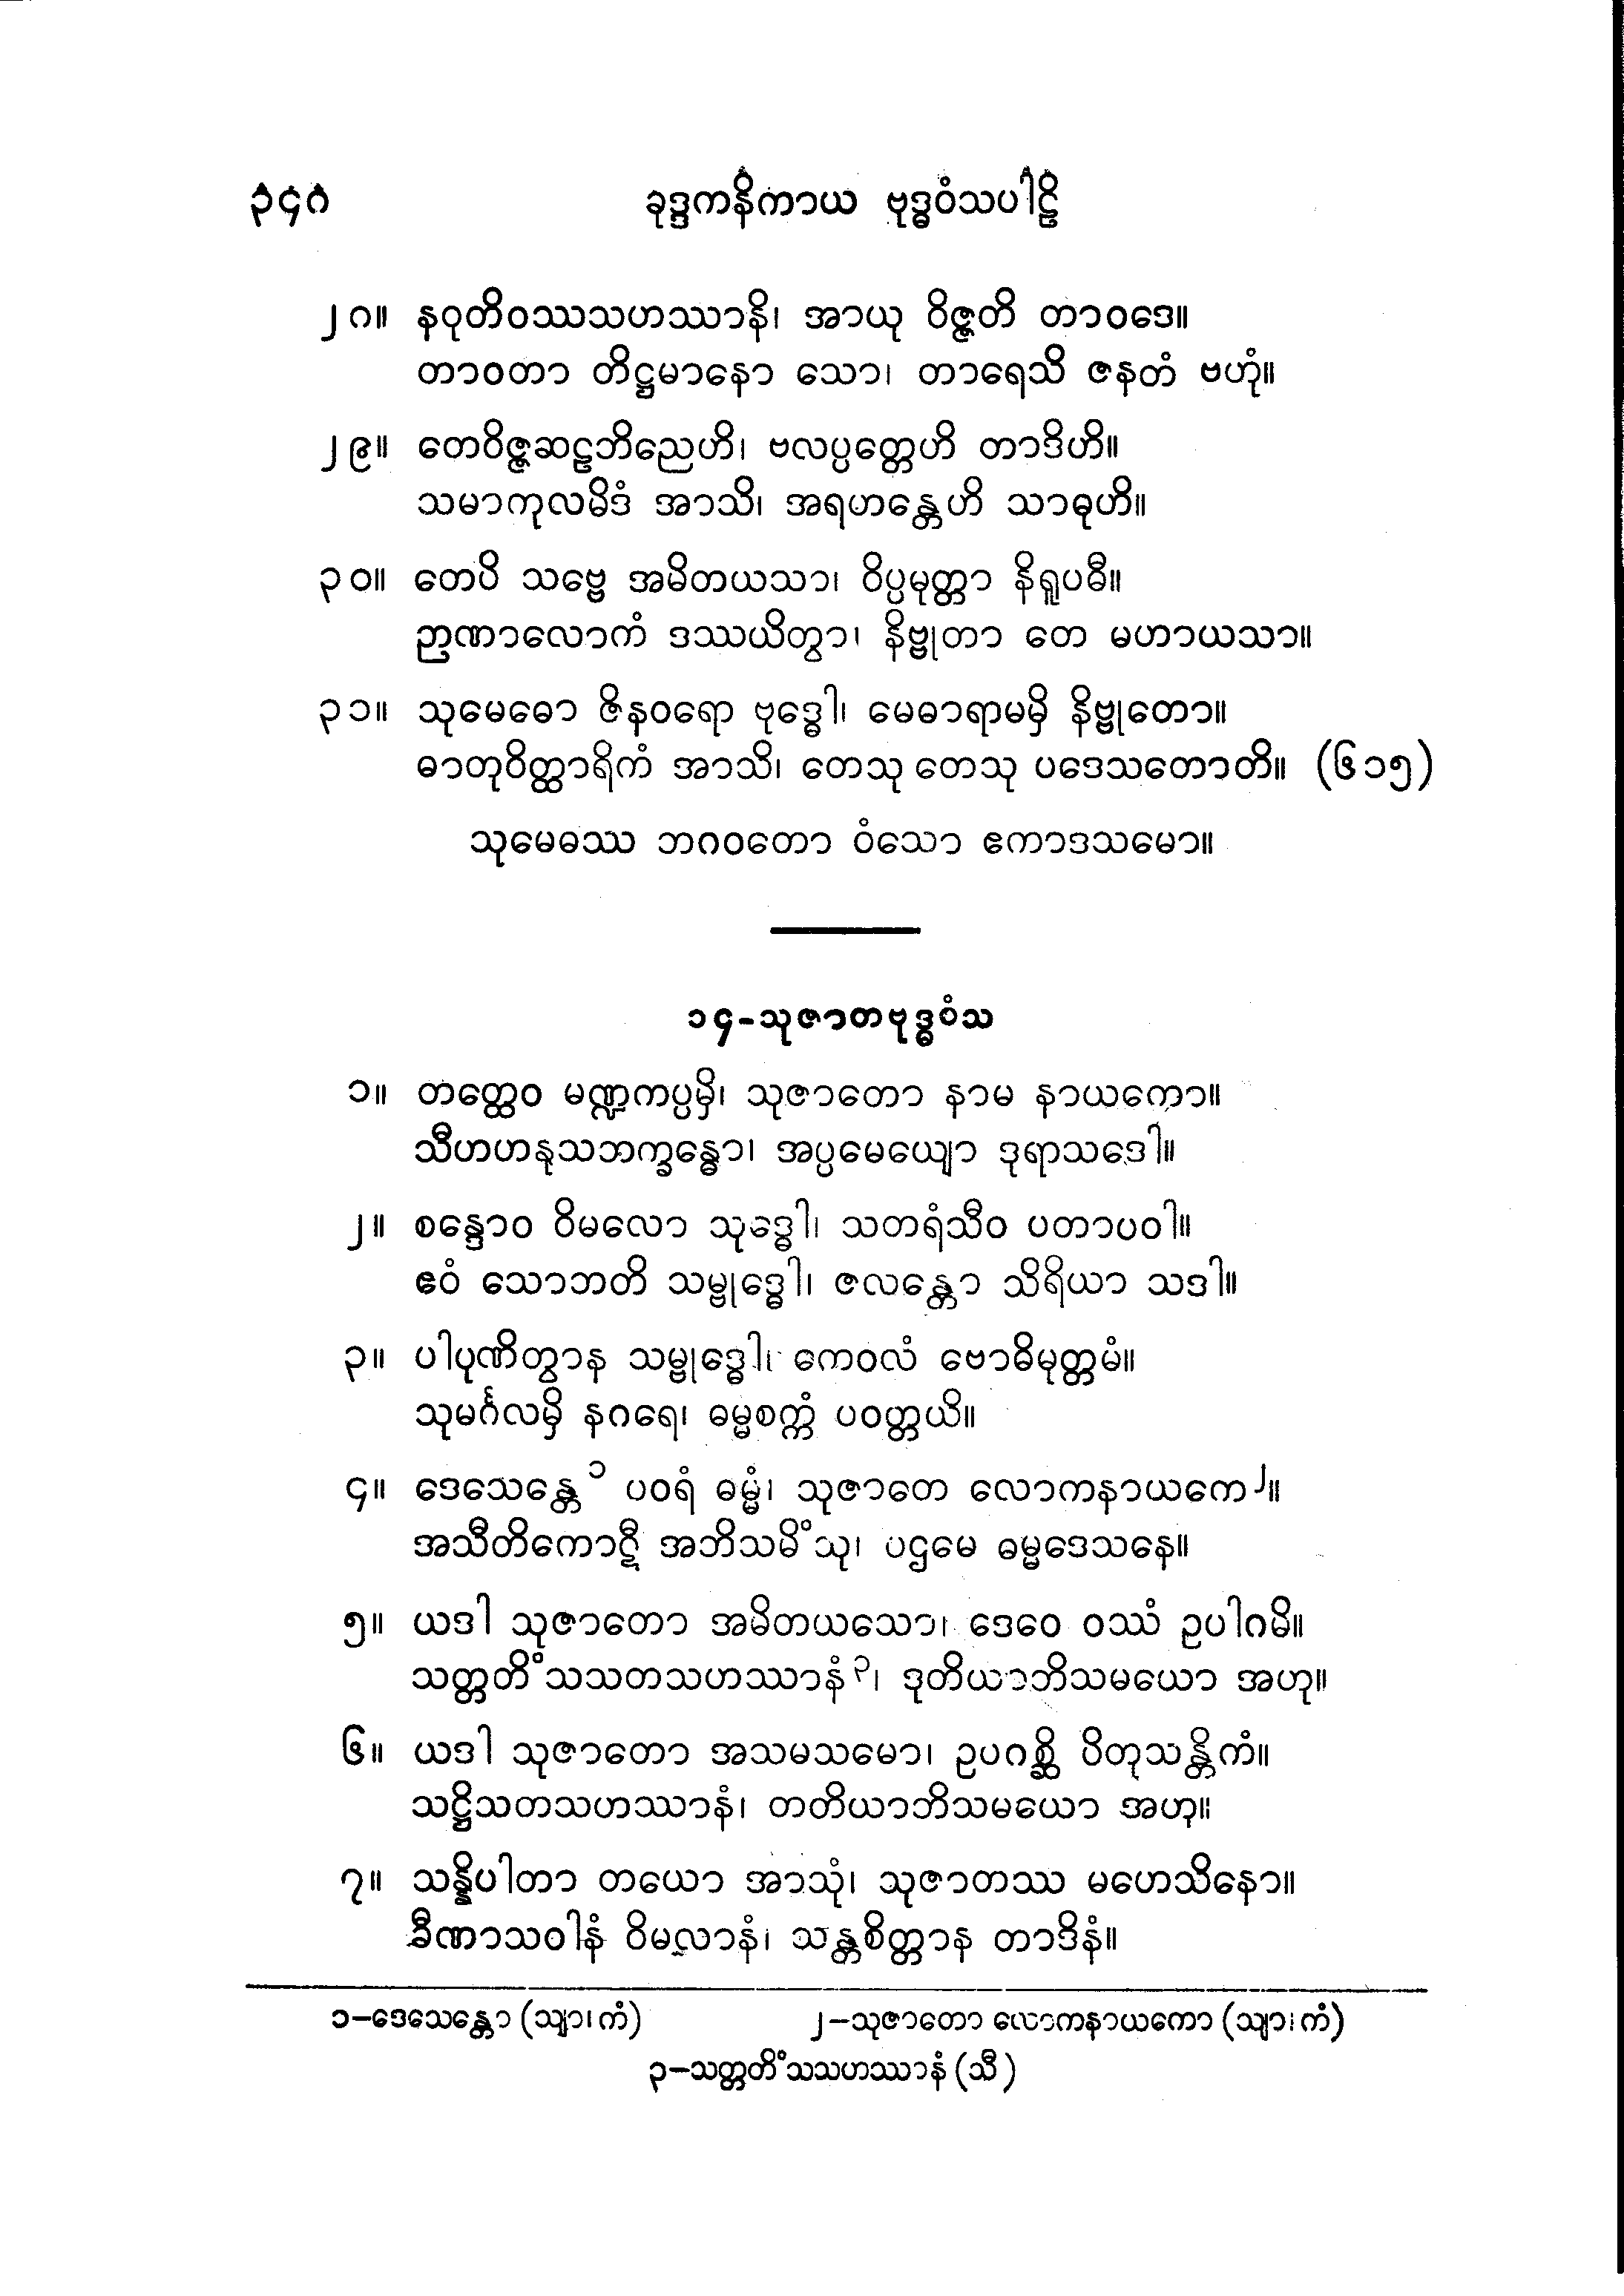 ၃၄၈ ခုဒ္ဒကနိကာယ ဗုဒ္ဓဝံသပါဠိ
၂၈။ နဝုတိဝဿသဟဿာနိ၊ အာယု ဝိဇ္ဇတိ တာဝဒေ။
တာဝတာ တိဋ္ဌမာနော သော၊ တာရေသိ ဇနတံ ဗဟုံ။
၂၉။ တေဝိဇ္ဇဆဠဘိညေဟိ၊ ဗလပ္ပတ္တေဟိ တာဒိဟိ။
သမာကုလမိဒံ အာသိ၊ အရဟန္တေဟိ သာဓုဟိ။
၃၀။ တေပိ သဗ္ဗေ အမိတယသာ၊ ဝိပ္ပမုတ္တာ နိရူပဓီ။
ဉာဏာလောကံ ဒဿယိတွာ၊ နိဗ္ဗုတာ တေ မဟာယသာ။
၃၁။ သုမေဓော ဇိနဝရော ဗုဒ္ဓေါ၊ မေဓာရာမမှိ နိဗ္ဗုတော။
ဓာတုဝိတ္ထာရိကံ အာသိ၊ တေသု တေသု ပဒေသတောတိ။ (၆၁၅)
သုမေဓဿ ဘဂဝတော ဝံသော ဧကာဒသမော။
၁၄-သုဇာတဗုဒ္ဓဝံသ
၁။ တတ္ထေဝ မဏ္ဍကပ္ပမှိ၊ သုဇာတော နာမ နာယကော။
သီဟဟနုသဘက္ခန္ဓော၊ အပ္ပမေယျော ဒုရာသဒေါ။
၂။ စန္ဒောဝ ဝိမလော သုဒ္ဓေါ၊ သတရံသီဝ ပတာပဝါ။
ဧဝံ သောဘတိ သမ္ဗုဒ္ဓေါ၊ ဇလန္တော သိရိယာ သဒါ။
၃။ ပါပုဏိတွာန သမ္ဗုဒ္ဓေါ၊ ကေဝလံ ဗောဓိမုတ္တမံ။
သုမင်္ဂလမှိ နဂရေ၊ ဓမ္မစက္ကံ ပဝတ္တယိ။
၄။ ဒေသေန္တေ ၁ ပဝရံ ဓမ္မံ၊ သုဇာတေ လောကနာယကေ ၂။
အသီတိကောဋီ အဘိသမိံသု၊ ပဌမေ ဓမ္မဒေသနေ။
၅။ ယဒါ သုဇာတော အမိတယသော၊ ဒေဝေ ဝဿံ ဥပါဂမိ။
သတ္တတိံသသတသဟဿာနံ ၃၊ ဒုတိယာဘိသမယော အဟု။
၆။ ယဒါ သုဇာတော အသမသမော၊ ဥပဂစ္ဆိ ပိတုသန္တိကံ။
သဋ္ဌိသတသဟဿာနံ၊ တတိယာဘိသမယော အဟု။
၇။ သန္နိပါတာ တယော အာသုံ၊ သုဇာတဿ မဟေသိနော။
ခီဏာသဝါနံ ဝိမလာနံ၊ သန္တစိတ္တာန တာဒိနံ။
၁-ဒေသေန္တော (သျာ၊ ကံ) ၂-သုဇာတော လောကနာယကော (သျာ၊ ကံ)
၃-သတ္တတိံသသဟဿာနံ (သီ)